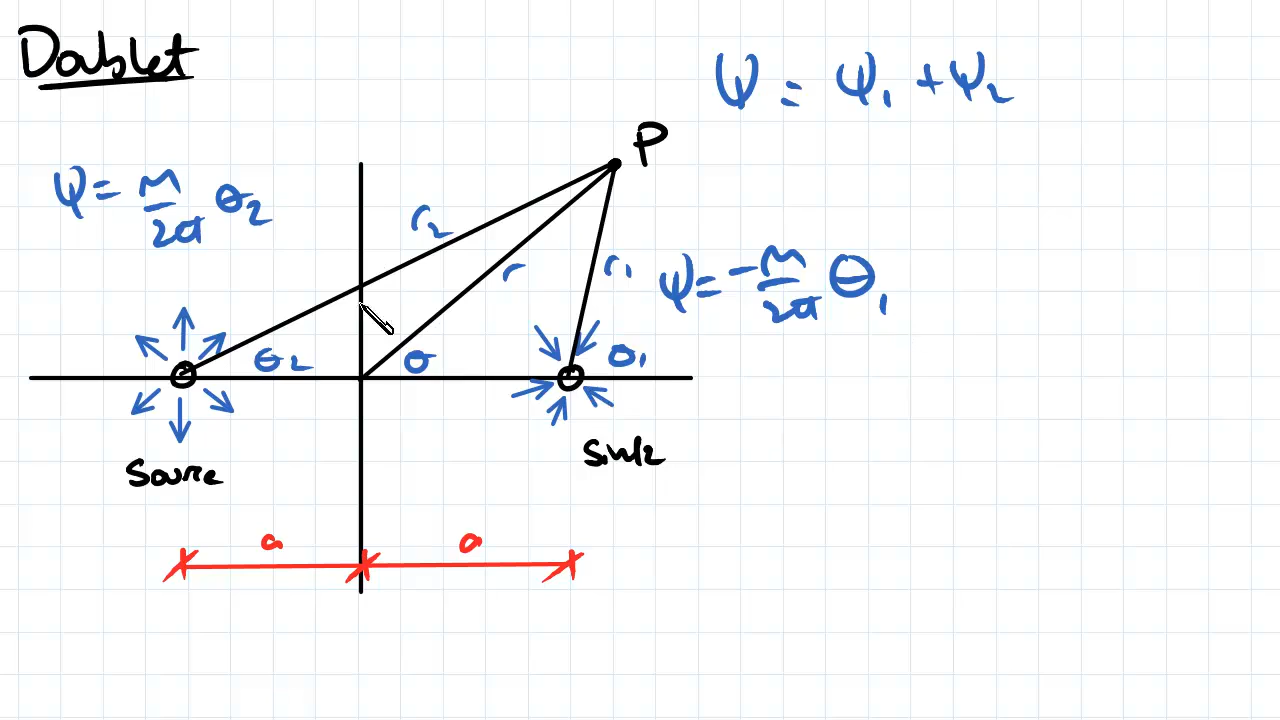 Doublet
ψ = ψ₁ + ψ₂
P
ψ = m/2π θ₂
r₂
r
r₁
ψ = -m/2π θ₁
θ₂
θ
θ₁
Source
Sink
a
a